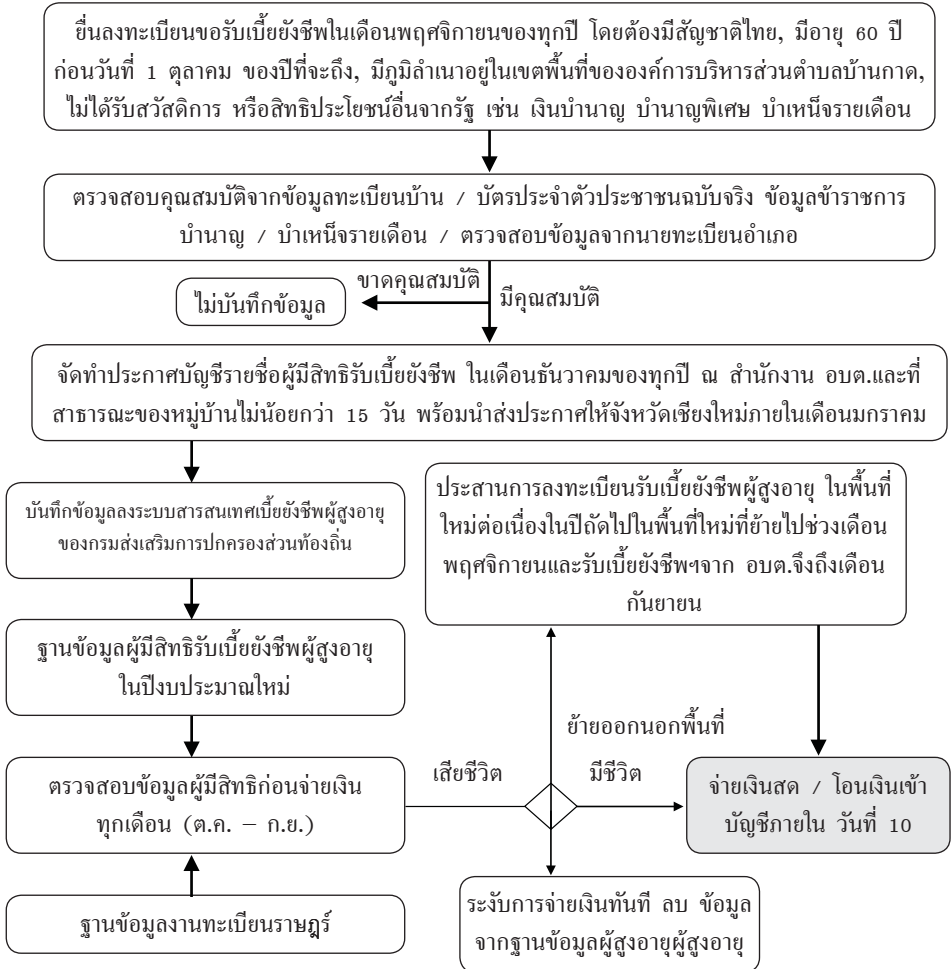 ยื่นลงทะเบียนขอรับเบี้ยยังชีพในเดือนพฤศจิกายนของทุกปี โดยต้องมีสัญชาติไทย, มีอายุ 60 ปี
ก่อนวันที่ 1 ตุลาคม ของปีที่จะถึง, มีภูมิลำเนาอยู่ในเขตพื้นที่ขององค์การบริหารส่วนตำบลบ้านกาด,
ไม่ได้รับสวัสดิการ หรือสิทธิประโยชน์อื่นจากรัฐ เช่น เงินบำนาญ บำนาญพิเศษ บำเหน็จรายเดือน
ตรวจสอบคุณสมบัติจากข้อมูลทะเบียนบ้าน / บัตรประจำตัวประชาชนฉบับจริง ข้อมูลข้าราชการ
บำนาญ / บำเหน็จรายเดือน / ตรวจสอบข้อมูลจากนายทะเบียนอำเภอ
ขาดคุณสมบัติ
ไม่บันทึกข้อมูล
มีคุณสมบัติ
จัดทำประกาศบัญชีรายชื่อผู้มีสิทธิรับเบี้ยยังชีพ ในเดือนธันวาคมของทุกปี ณ สำนักงาน อบต.และที่
สาธารณะของหมู่บ้านไม่น้อยกว่า 15 วัน พร้อมนำส่งประกาศให้จังหวัดเชียงใหม่ภายในเดือนมกราคม
บันทึกข้อมูลลงระบบสารสนเทศเบี้ยยังชีพผู้สูงอายุ
ของกรมส่งเสริมการปกครองส่วนท้องถิ่น
ประสานการลงทะเบียนรับเบี้ยยังชีพผู้สูงอายุ ในพื้นที่
ใหม่ต่อเนื่องในปีถัดไปในพื้นที่ใหม่ที่ย้ายไปช่วงเดือน
พฤศจิกายนและรับเบี้ยยังชีพฯจาก อบต.จึงถึงเดือน
กันยายน
ฐานข้อมูลผู้มีสิทธิรับเบี้ยยังชีพผู้สูงอายุ
ในปีงบประมาณใหม่
ย้ายออกนอกพื้นที่
ตรวจสอบข้อมูลผู้มีสิทธิก่อนจ่ายเงิน
ทุกเดือน (ต.ค. – ก.ย.)
เสียชีวิต
มีชีวิต
จ่ายเงินสด / โอนเงินเข้า
บัญชีภายใน วันที่ 10
ฐานข้อมูลงานทะเบียนราษฎร์
ระงับการจ่ายเงินทันที ลบ ข้อมูล
จากฐานข้อมูลผู้สูงอายุผู้สูงอายุ